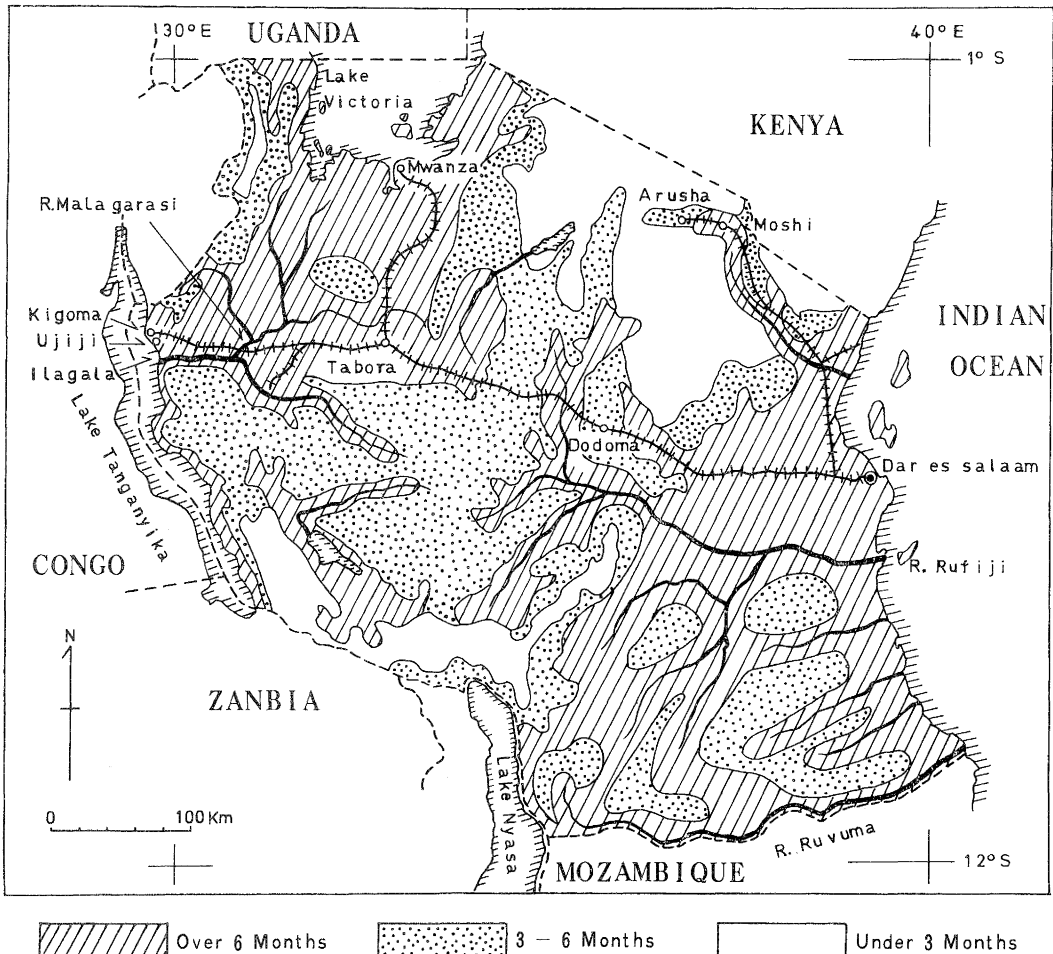 30°E
UGANDA
40°E
1°S
Lake
Victoria
KENYA
Mwanza
Arusha
Moshi
R.Mala garasi
Kigoma
Ujiji
Ilagala
Tabora
INDIAN
OCEAN
Lake Tanganyika
Dodoma
Dar es salaam
CONGO
R. Rufiji
N
ZANBIA
Lake Nyasa
0 100Km
R. Ruvuma
12°S
MOZAMBIQUE
Over 6 Months
3 – 6 Months
Under 3 Months